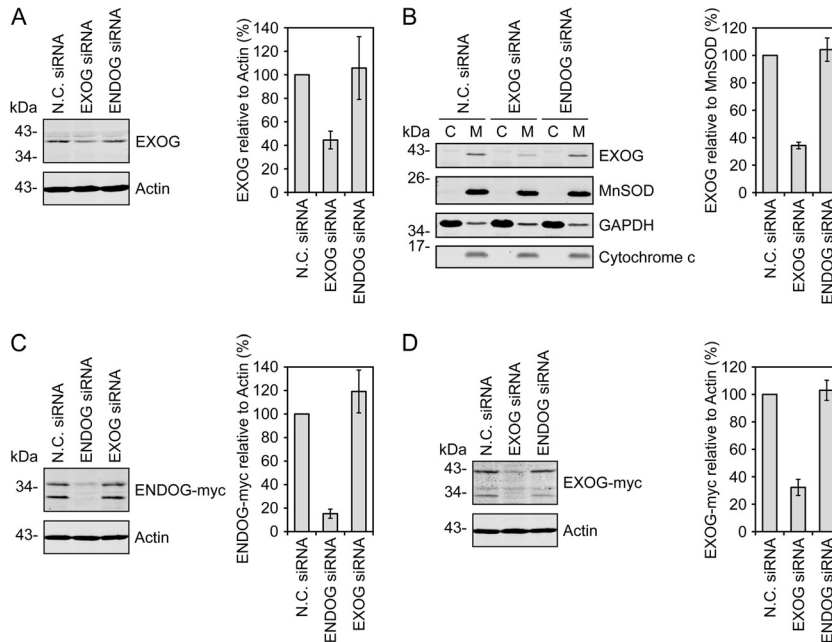 A
N.C. siRNA
EXOG siRNA
ENDOG siRNA
kDa
43-
34-
EXOG
43-
Actin
EXOG relative to Actin (%)
140
120
100
80
60
40
20
0
N.C. siRNA
EXOG siRNA
ENDOG siRNA
B
N.C. siRNA
EXOG siRNA
ENDOG siRNA
kDa C M C M C M
43-
EXOG
26-
MnSOD
34-
GAPDH
17-
Cytochrome c
EXOG relative to MnSOD (%)
120
100
80
60
40
20
0
N.C. siRNA
EXOG siRNA
ENDOG siRNA
C
N.C. siRNA
ENDOG siRNA
EXOG siRNA
kDa
34-
ENDOG-myc
43-
Actin
ENDOG-myc relative to Actin (%)
140
120
100
80
60
40
20
0
N.C. siRNA
ENDOG siRNA
EXOG siRNA
D
N.C. siRNA
EXOG siRNA
ENDOG siRNA
kDa
43-
34-
EXOG-myc
43-
Actin
EXOG-myc relative to Actin (%)
120
100
80
60
40
20
0
N.C. siRNA
EXOG siRNA
ENDOG siRNA